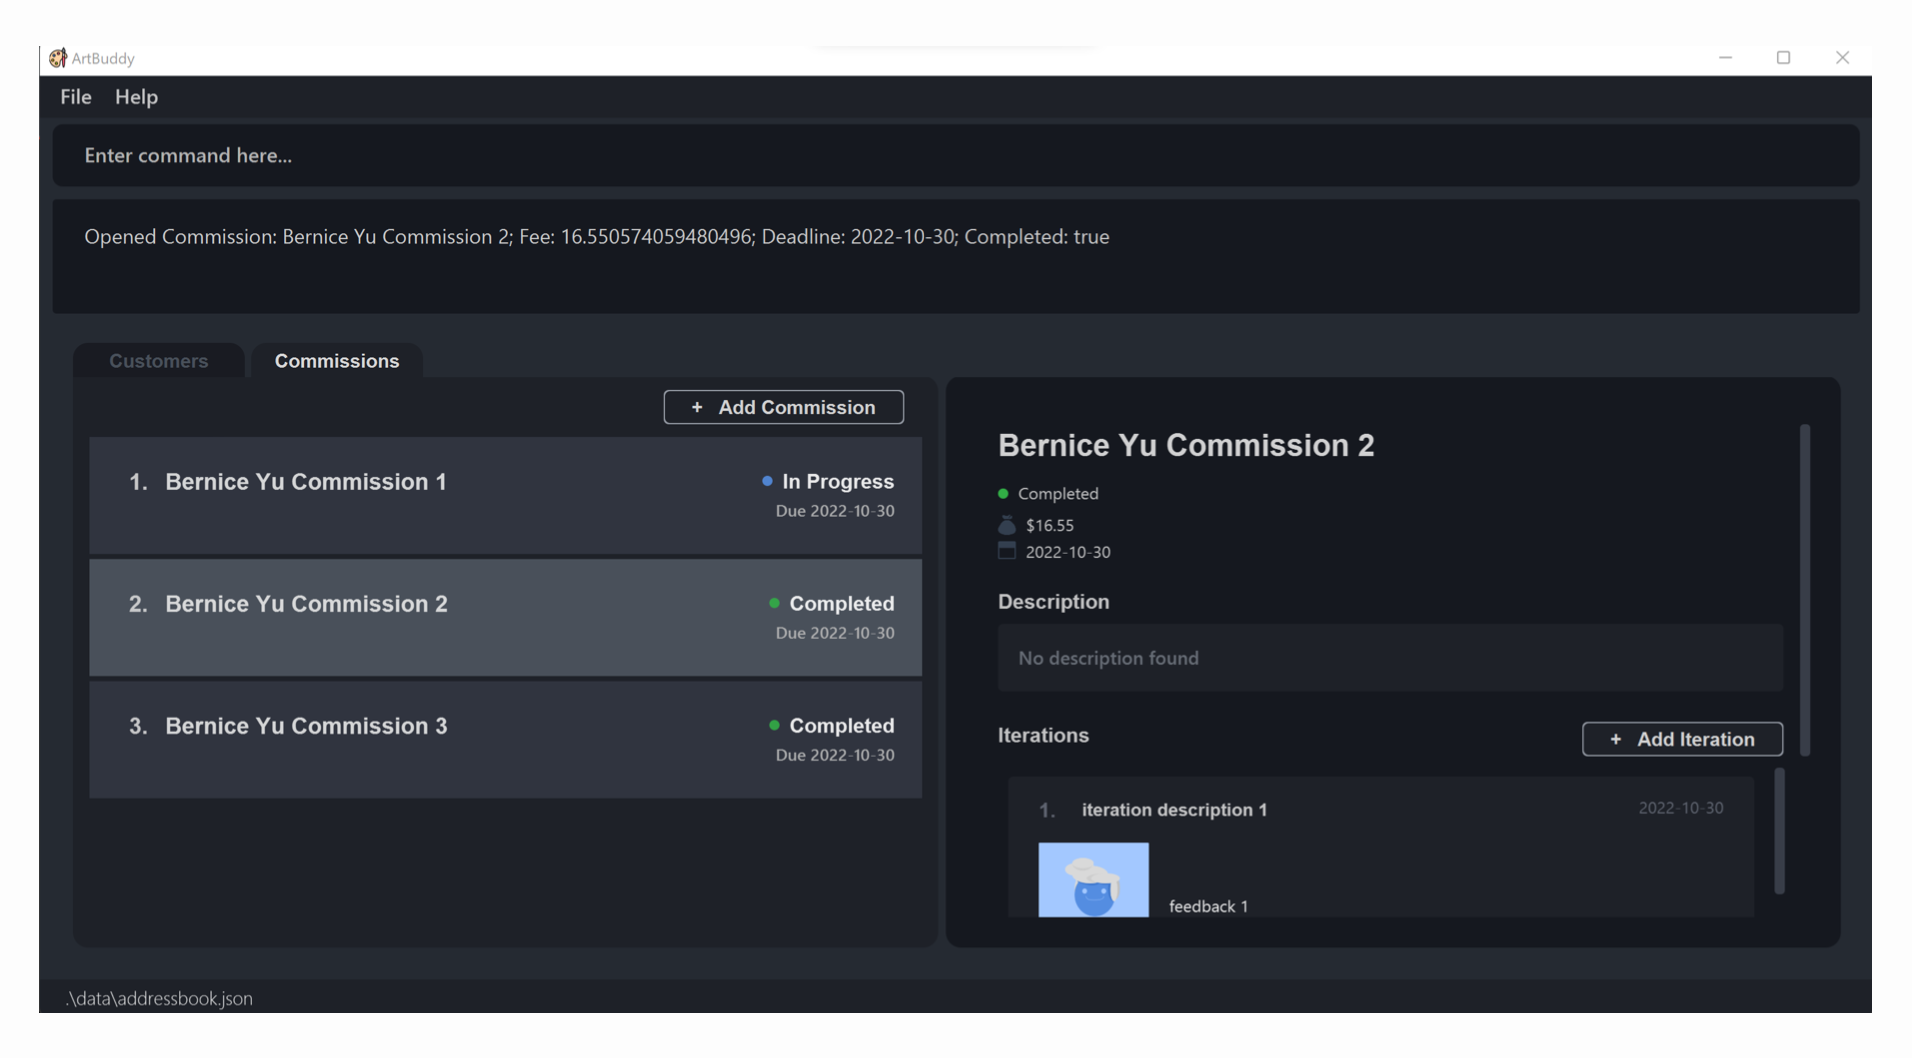 ArtBuddy
File Help
Enter command here...
Opened Commission: Bernice Yu Commission 2; Fee: 16.550574059480496; Deadline: 2022-10-30; Completed: true
Customers Commissions
+ Add Commission
1. Bernice Yu Commission 1
In Progress
Due 2022-10-30
2. Bernice Yu Commission 2
Completed
Due 2022-10-30
3. Bernice Yu Commission 3
Completed
Due 2022-10-30
Bernice Yu Commission 2
Completed
$16.55
2022-10-30
Description
No description found
Iterations
+ Add Iteration
1. iteration description 1
2022-10-30
feedback 1
.\data\addressbook.json